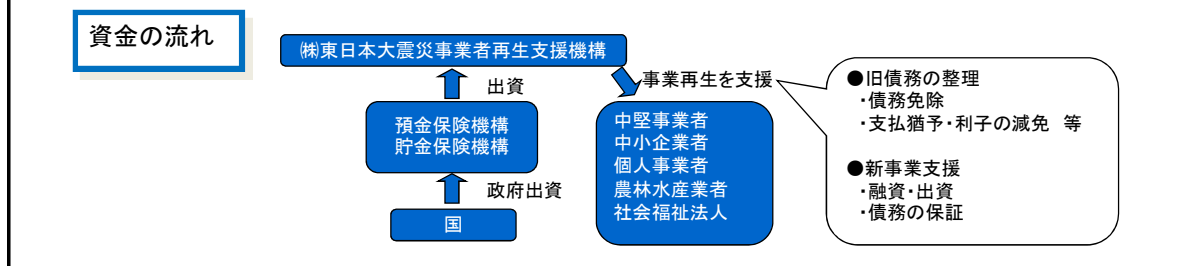 資金の流れ
㈱東日本大震災事業者再生支援機構
出資
預金保険機構
貯金保険機構
政府出資
国
事業再生を支援
中堅事業者
中小企業者
個人事業者
農林水産業者
社会福祉法人
●旧債務の整理
・債務免除
・支払猶予・利子の減免　等
●新事業支援
・融資・出資
・債務の保証